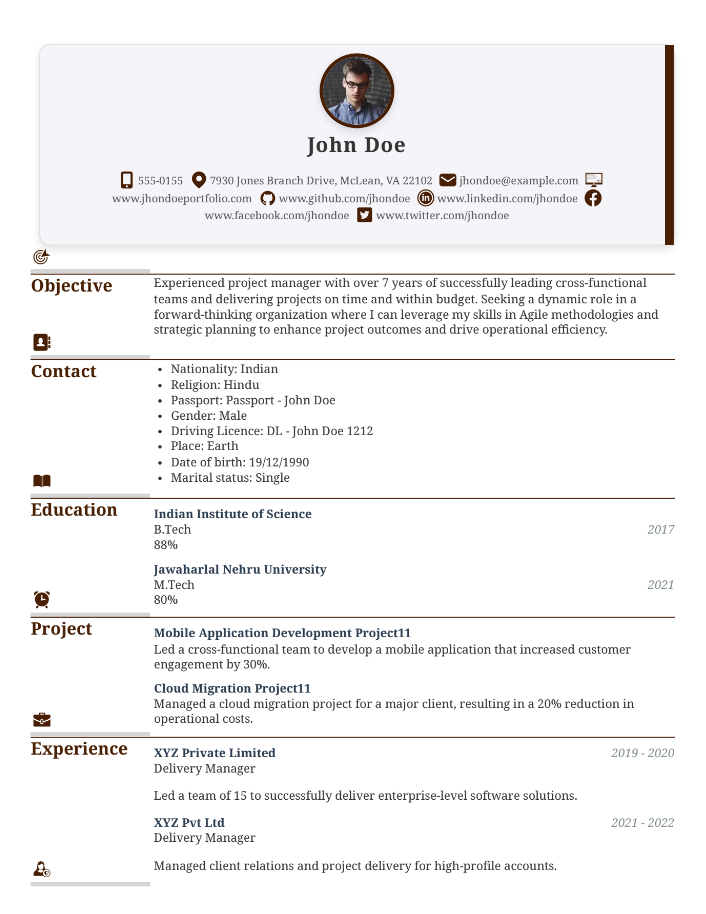 John Doe
555-0155 7930 Jones Branch Drive, McLean, VA 22102 jhondoe@example.com
www.jhondoeportfolio.com www.github.com/jhondoe www.linkedin.com/jhondoe
www.facebook.com/jhondoe www.twitter.com/jhondoe
Objective
Experienced project manager with over 7 years of successfully leading cross-functional
teams and delivering projects on time and within budget. Seeking a dynamic role in a
forward-thinking organization where I can leverage my skills in Agile methodologies and
strategic planning to enhance project outcomes and drive operational efficiency.
Contact
• Nationality: Indian
• Religion: Hindu
• Passport: Passport - John Doe
• Gender: Male
• Driving Licence: DL - John Doe 1212
• Place: Earth
• Date of birth: 19/12/1990
• Marital status: Single
Education
Indian Institute of Science
B.Tech 2017
88%
Jawaharlal Nehru University
M.Tech 2021
80%
Project
Mobile Application Development Project11
Led a cross-functional team to develop a mobile application that increased customer
engagement by 30%.
Cloud Migration Project11
Managed a cloud migration project for a major client, resulting in a 20% reduction in
operational costs.
Experience
XYZ Private Limited 2019 - 2020
Delivery Manager
Led a team of 15 to successfully deliver enterprise-level software solutions.
XYZ Pvt Ltd 2021 - 2022
Delivery Manager
Managed client relations and project delivery for high-profile accounts.